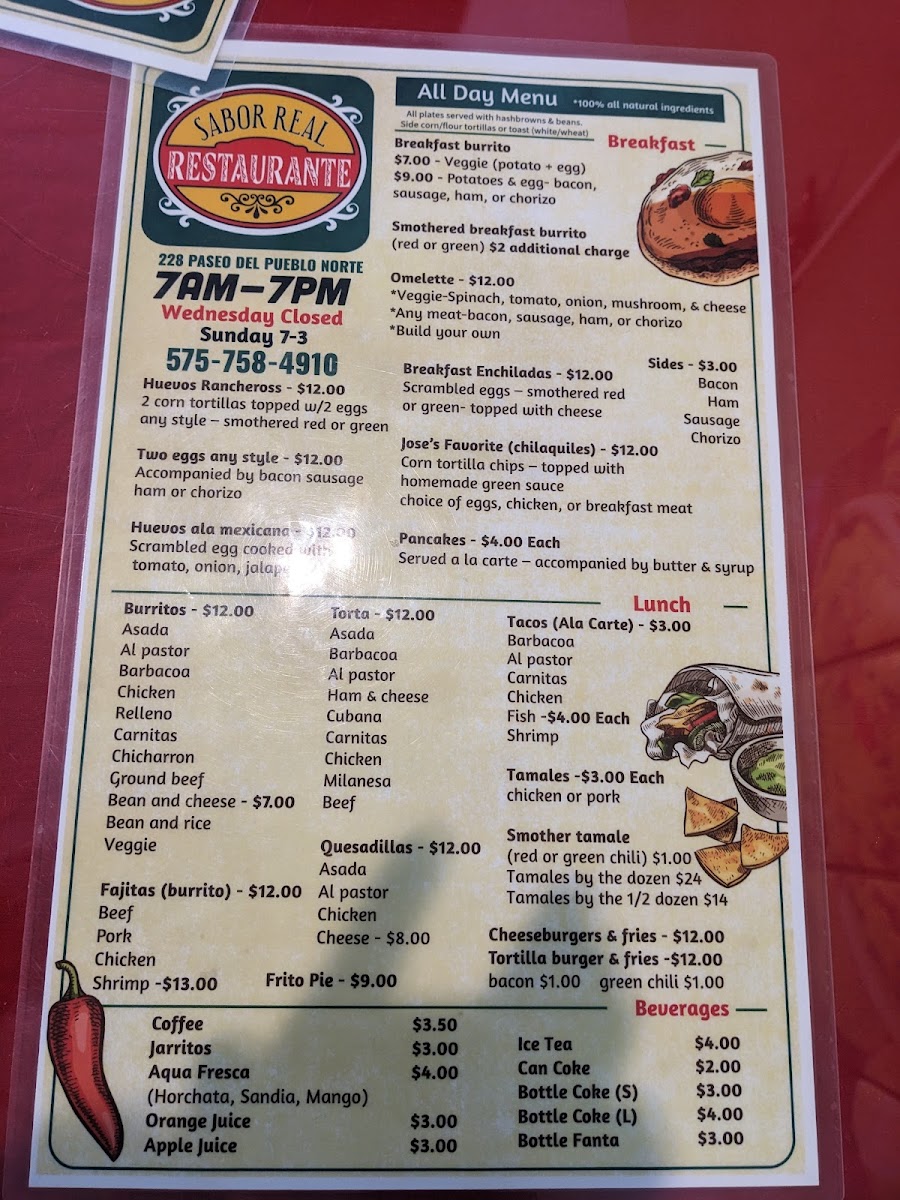 SABOR REAL
RESTAURANTE
228 PASEO DEL PUEBLO NORTE
7AM–7PM
Wednesday Closed
Sunday 7-3
575-758-4910
All Day Menu *100% all natural ingredients
All plates served with hashbrowns & beans.
Side corn/flour tortillas or toast (white/wheat)
Breakfast
Breakfast burrito
$7.00 - Veggie (potato + egg)
$9.00 - Potatoes & egg- bacon,
sausage, ham, or chorizo
Smothered breakfast burrito
(red or green) $2 additional charge
Omelette - $12.00
*Veggie-Spinach, tomato, onion, mushroom, & cheese
*Any meat-bacon, sausage, ham, or chorizo
*Build your own
Huevos Rancheross - $12.00
2 corn tortillas topped w/2 eggs
any style – smothered red or green
Two eggs any style - $12.00
Accompanied by bacon sausage
ham or chorizo
Huevos ala mexicana - $12.00
Scrambled egg cooked with
tomato, onion,
Breakfast Enchiladas - $12.00
Scrambled eggs – smothered red
or green- topped with cheese
Sides - $3.00
Bacon
Ham
Sausage
Chorizo
Jose's Favorite (chilaquiles) - $12.00
Corn tortilla chips – topped with
homemade green sauce
choice of eggs, chicken, or breakfast meat
Pancakes - $4.00 Each
Served a la carte – accompanied by butter & syrup
Lunch
Burritos - $12.00
Asada
Al pastor
Barbacoa
Chicken
Relleno
Carnitas
Chicharron
Ground beef
Bean and cheese - $7.00
Bean and rice
Veggie
Fajitas (burrito) - $12.00
Beef
Pork
Chicken
Shrimp -$13.00
Torta - $12.00
Asada
Barbacoa
Al pastor
Ham & cheese
Cubana
Carnitas
Chicken
Milanesa
Beef
Quesadillas - $12.00
Asada
Al pastor
Chicken
Cheese - $8.00
Frito Pie - $9.00
Tacos (Ala Carte) - $3.00
Barbacoa
Al pastor
Carnitas
Chicken
Fish -$4.00 Each
Shrimp
Tamales -$3.00 Each
chicken or pork
Smother tamale
(red or green chili) $1.00
Tamales by the dozen $24
Tamales by the 1/2 dozen $14
Cheeseburgers & fries - $12.00
Tortilla burger & fries -$12.00
bacon $1.00 green chili $1.00
Beverages
Coffee $3.50
Jarritos $3.00
Aqua Fresca $4.00
(Horchata, Sandia, Mango)
Orange Juice $3.00
Apple Juice $3.00
Ice Tea $4.00
Can Coke $2.00
Bottle Coke (S) $3.00
Bottle Coke (L) $4.00
Bottle Fanta $3.00